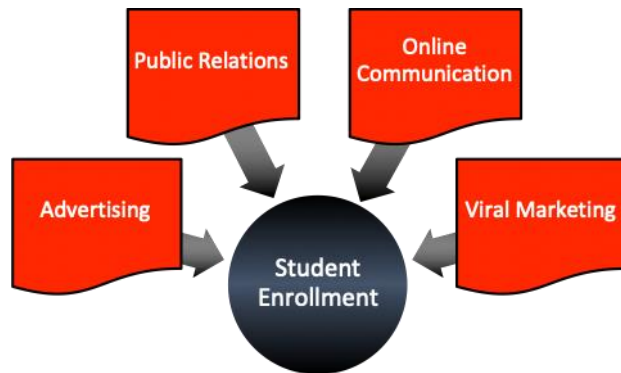 Public Relations
Online
Communication
Advertising
Viral Marketing
Student
Enrollment